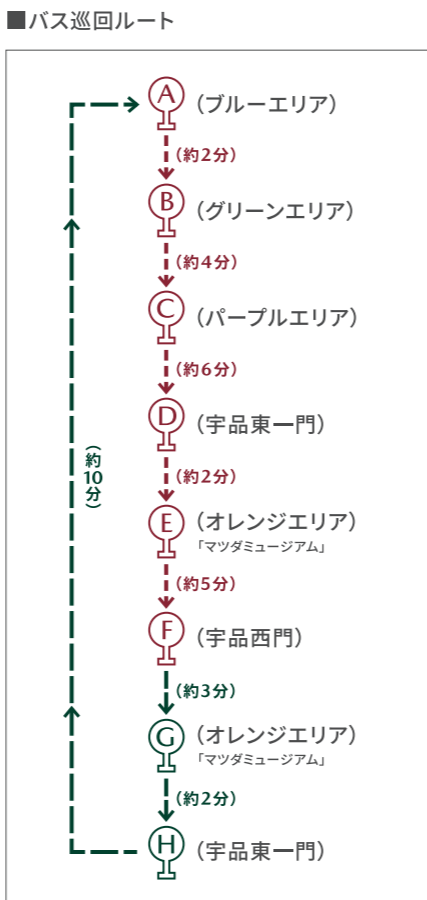 ■バス巡回ルート
A （ブルーエリア）
（約2分）
B （グリーンエリア）
（約4分）
C （パープルエリア）
（約6分）
D （宇品東一門）
（約2分）
E （オレンジエリア）
「マツダミュージアム」
（約5分）
F （宇品西門）
（約3分）
G （オレンジエリア）
「マツダミュージアム」
（約2分）
H （宇品東一門）
（約10分）